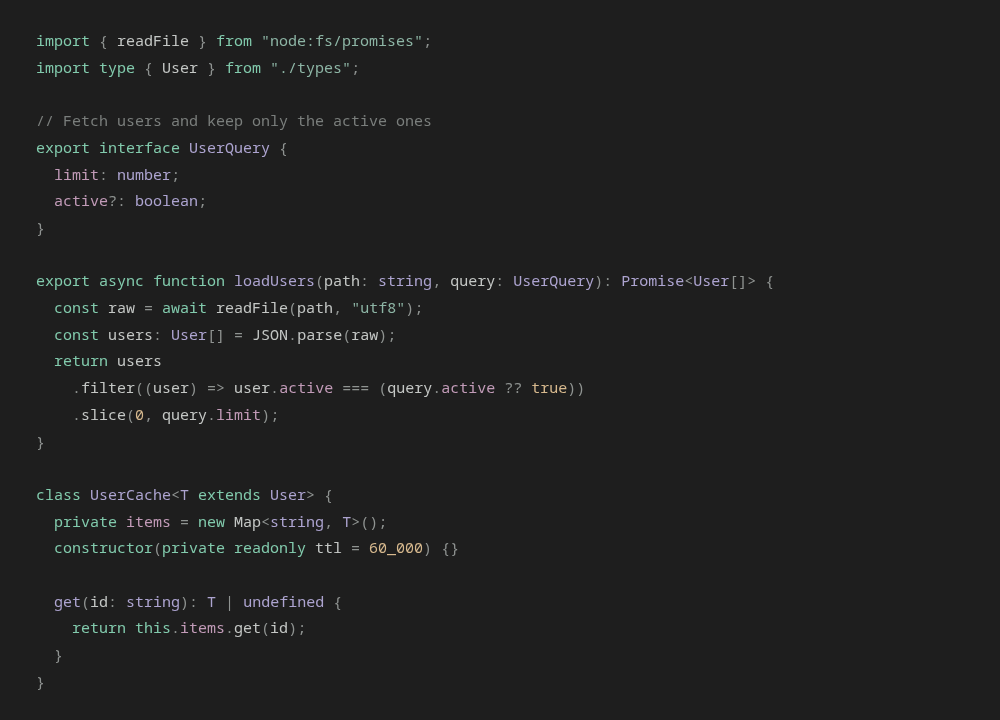 import { readFile } from "node:fs/promises";
import type { User } from "./types";

// Fetch users and keep only the active ones
export interface UserQuery {
  limit: number;
  active?: boolean;
}

export async function loadUsers(path: string, query: UserQuery): Promise<User[]> {
  const raw = await readFile(path, "utf8");
  const users: User[] = JSON.parse(raw);
  return users
    .filter((user) => user.active === (query.active ?? true))
    .slice(0, query.limit);
}

class UserCache<T extends User> {
  private items = new Map<string, T>();
  constructor(private readonly ttl = 60_000) {}

  get(id: string): T | undefined {
    return this.items.get(id);
  }
}